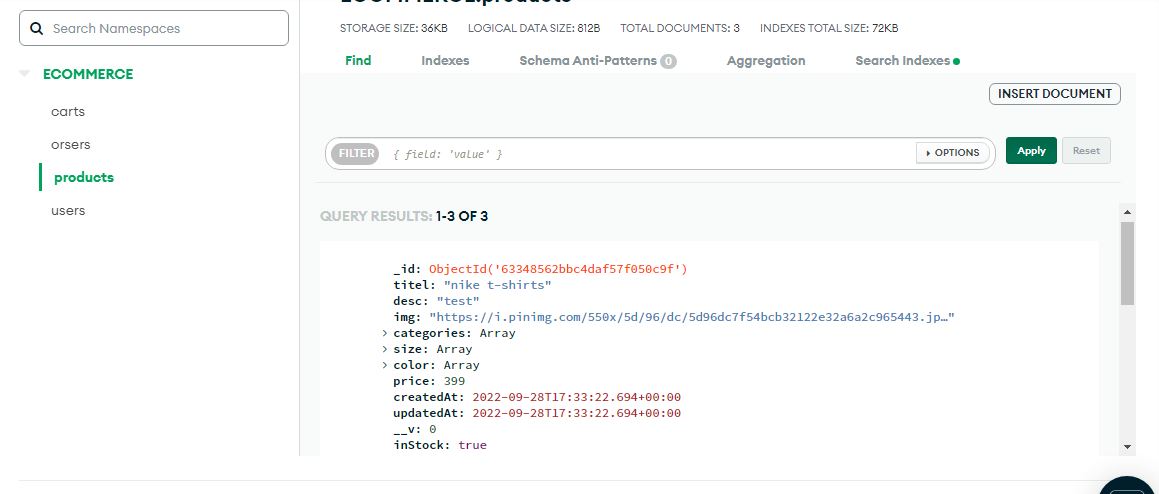 ECOMMERCE.products
Search Namespaces
STORAGE SIZE: 36KB LOGICAL DATA SIZE: 812B TOTAL DOCUMENTS: 3 INDEXES TOTAL SIZE: 72KB
Find Indexes Schema Anti-Patterns 0 Aggregation Search Indexes
ECOMMERCE
carts
orsers
products
users
INSERT DOCUMENT
FILTER { field: 'value' } OPTIONS Apply Reset
QUERY RESULTS: 1-3 OF 3
_id: ObjectId('63348562bbc4daf57f050c9f')
titel: "nike t-shirts"
desc: "test"
img: "https://i.pinimg.com/550x/5d/96/dc/5d96dc7f54bcb32122e32a6a2c965443.jp…"
categories: Array
size: Array
color: Array
price: 399
createdAt: 2022-09-28T17:33:22.694+00:00
updatedAt: 2022-09-28T17:33:22.694+00:00
__v: 0
inStock: true